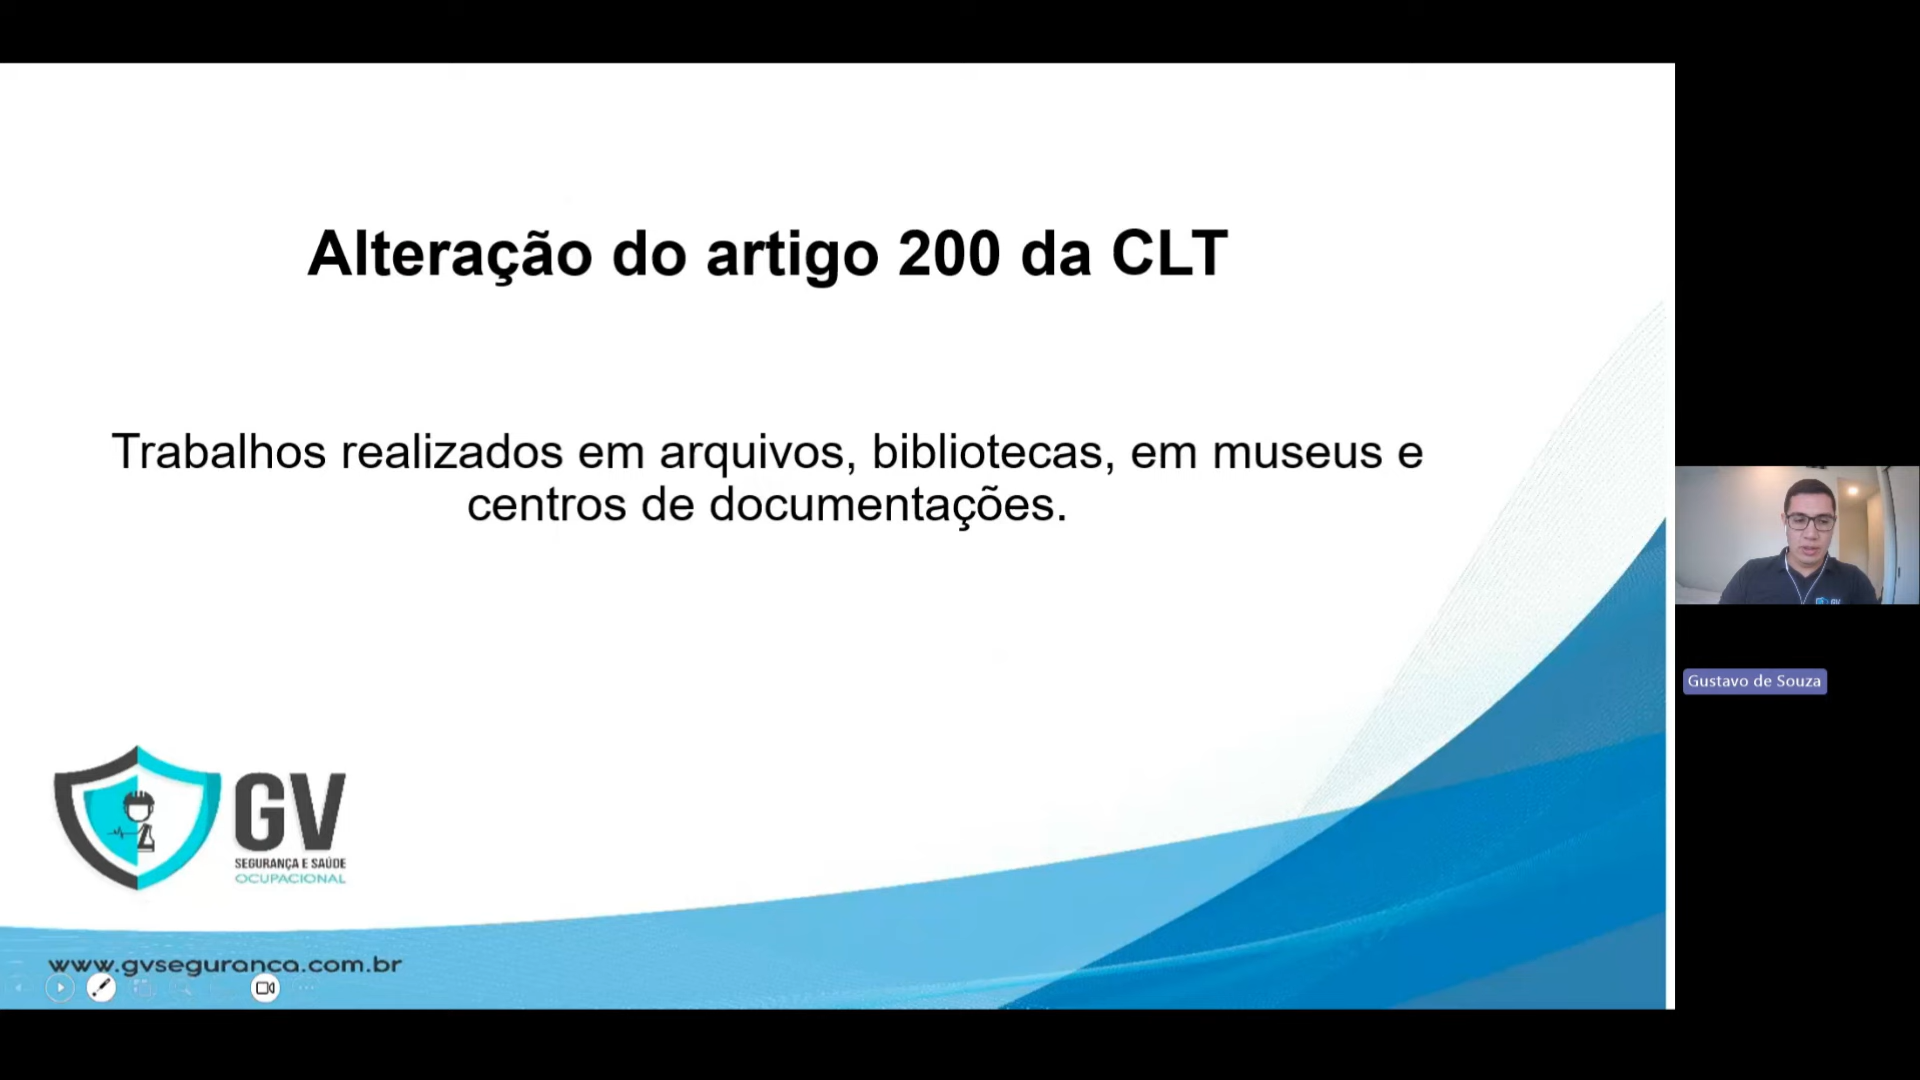 Alteração do artigo 200 da CLT
Trabalhos realizados em arquivos, bibliotecas, em museus e
centros de documentações.
GV
SEGURANÇA E SAÚDE
OCUPACIONAL
www.gvseguranca.com.br
Gustavo de Souza
GV